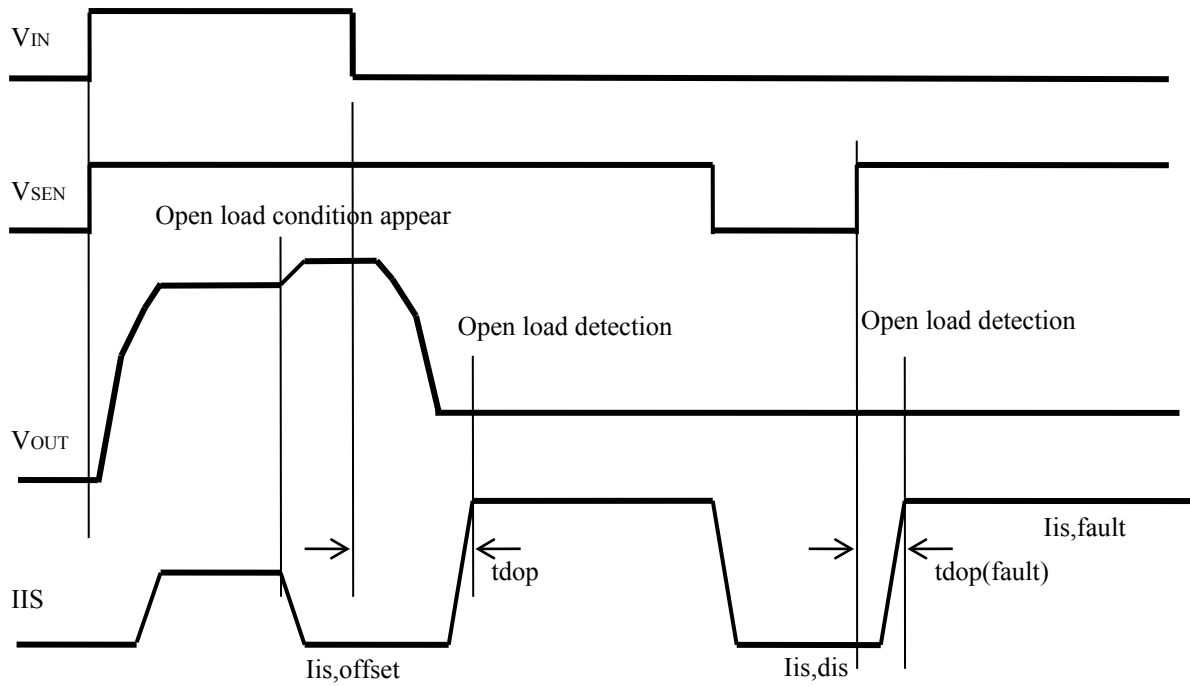 VIN
VSEN
Open load condition appear
Open load detection
Open load detection
VOUT
Iis,fault
tdop
tdop(fault)
IIS
Iis,offset
Iis,dis